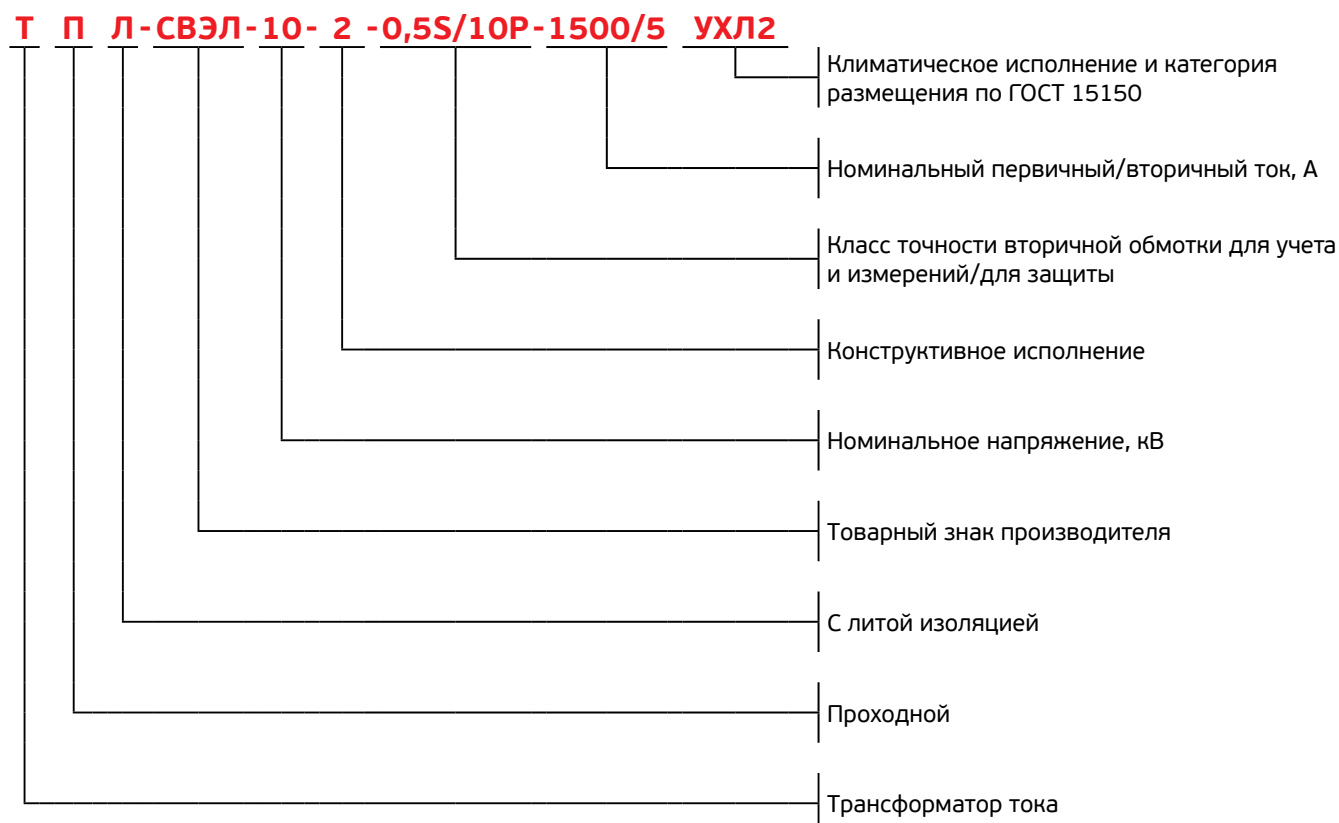 Т П Л-СВЭЛ-10- 2 -0,5S/10Р-1500/5 УХЛ2
Климатическое исполнение и категория
размещения по ГОСТ 15150
Номинальный первичный/вторичный ток, А
Класс точности вторичной обмотки для учета
и измерений/для защиты
Конструктивное исполнение
Номинальное напряжение, кВ
Товарный знак производителя
С литой изоляцией
Проходной
Трансформатор тока